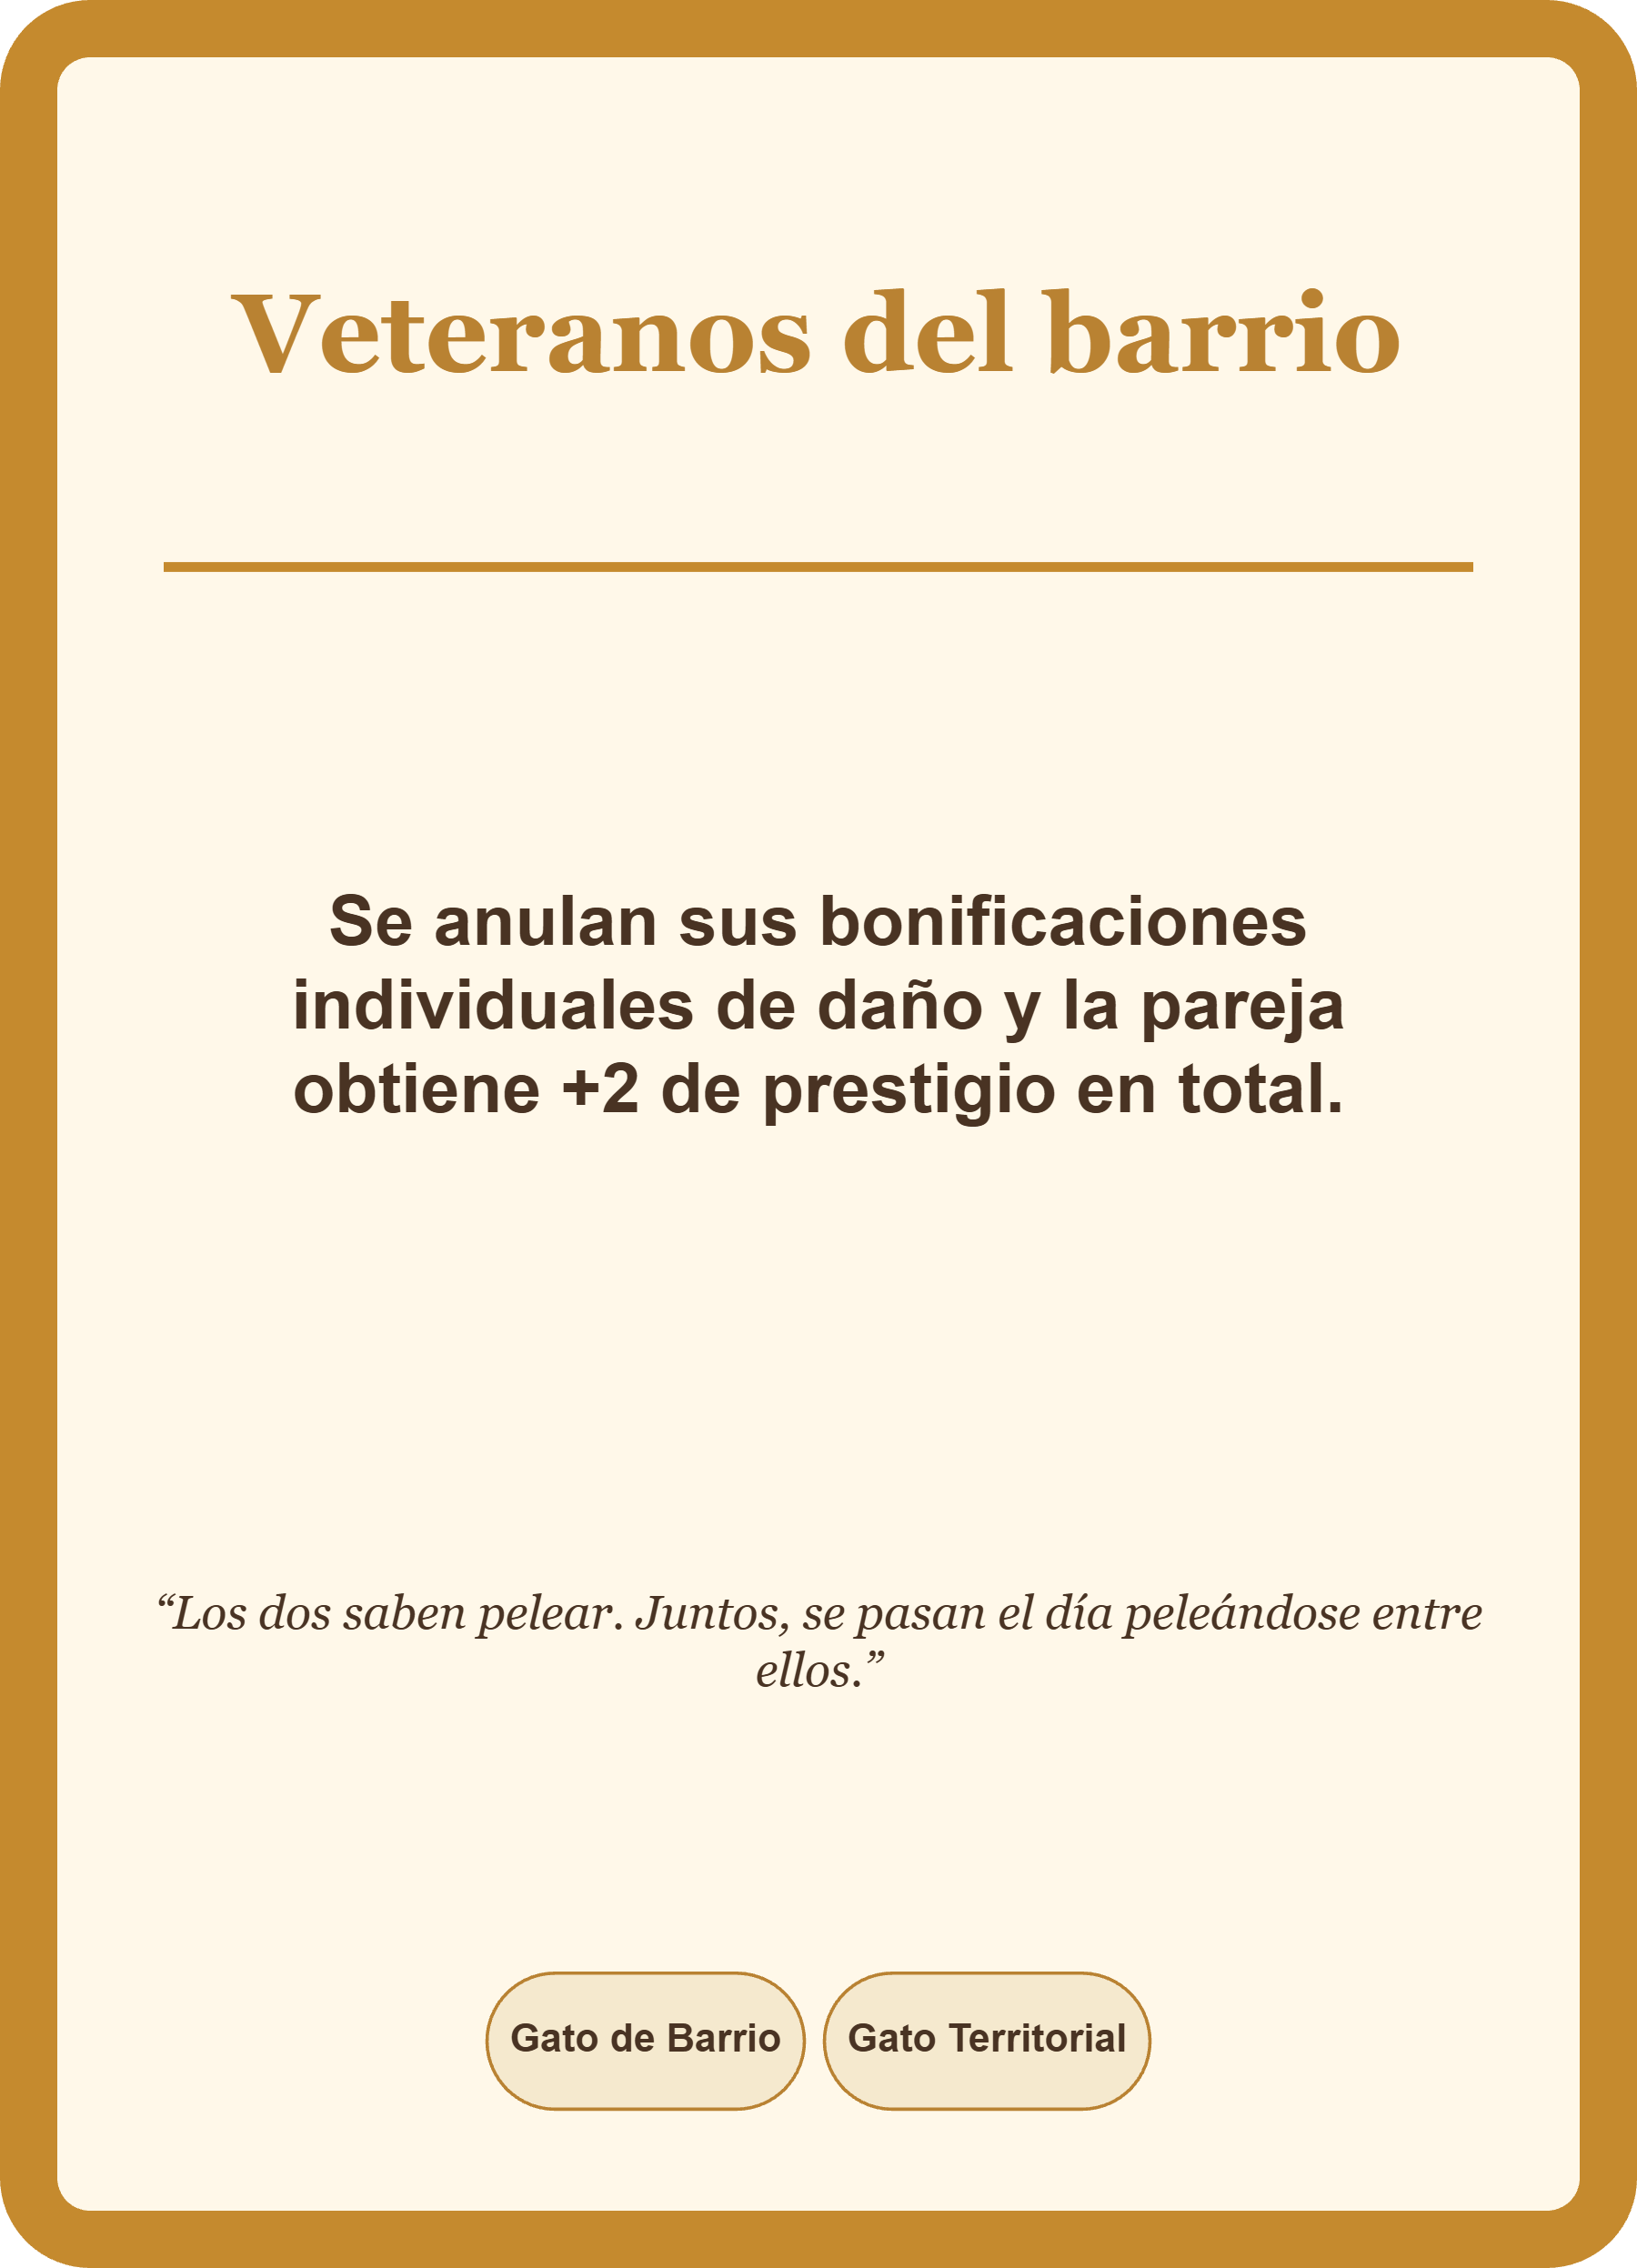 Veteranos del barrio
Se anulan sus bonificaciones
individuales de daño y la pareja
obtiene +2 de prestigio en total.
“Los dos saben pelear. Juntos, se pasan el día peleándose entre
ellos.”
Gato de Barrio
Gato Territorial